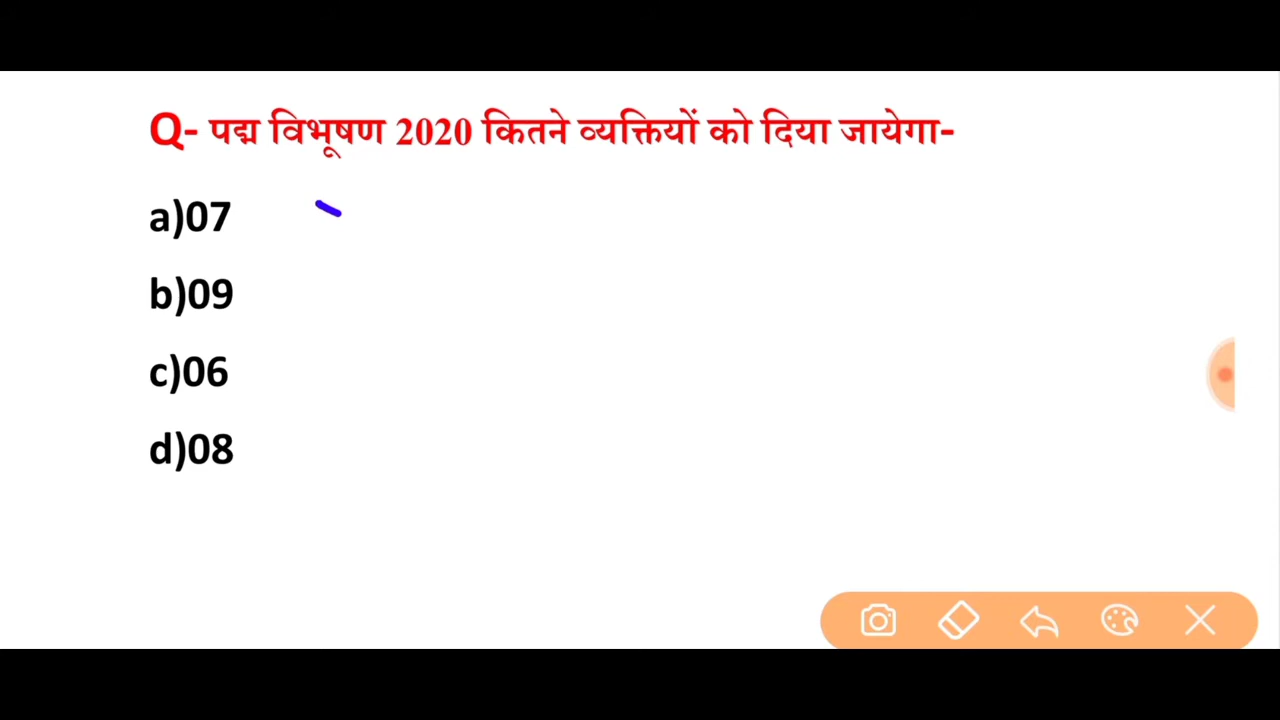 Q- पद्म विभूषण 2020 कितने व्यक्तियों को दिया जायेगा-
a)07
b)09
c)06
d)08